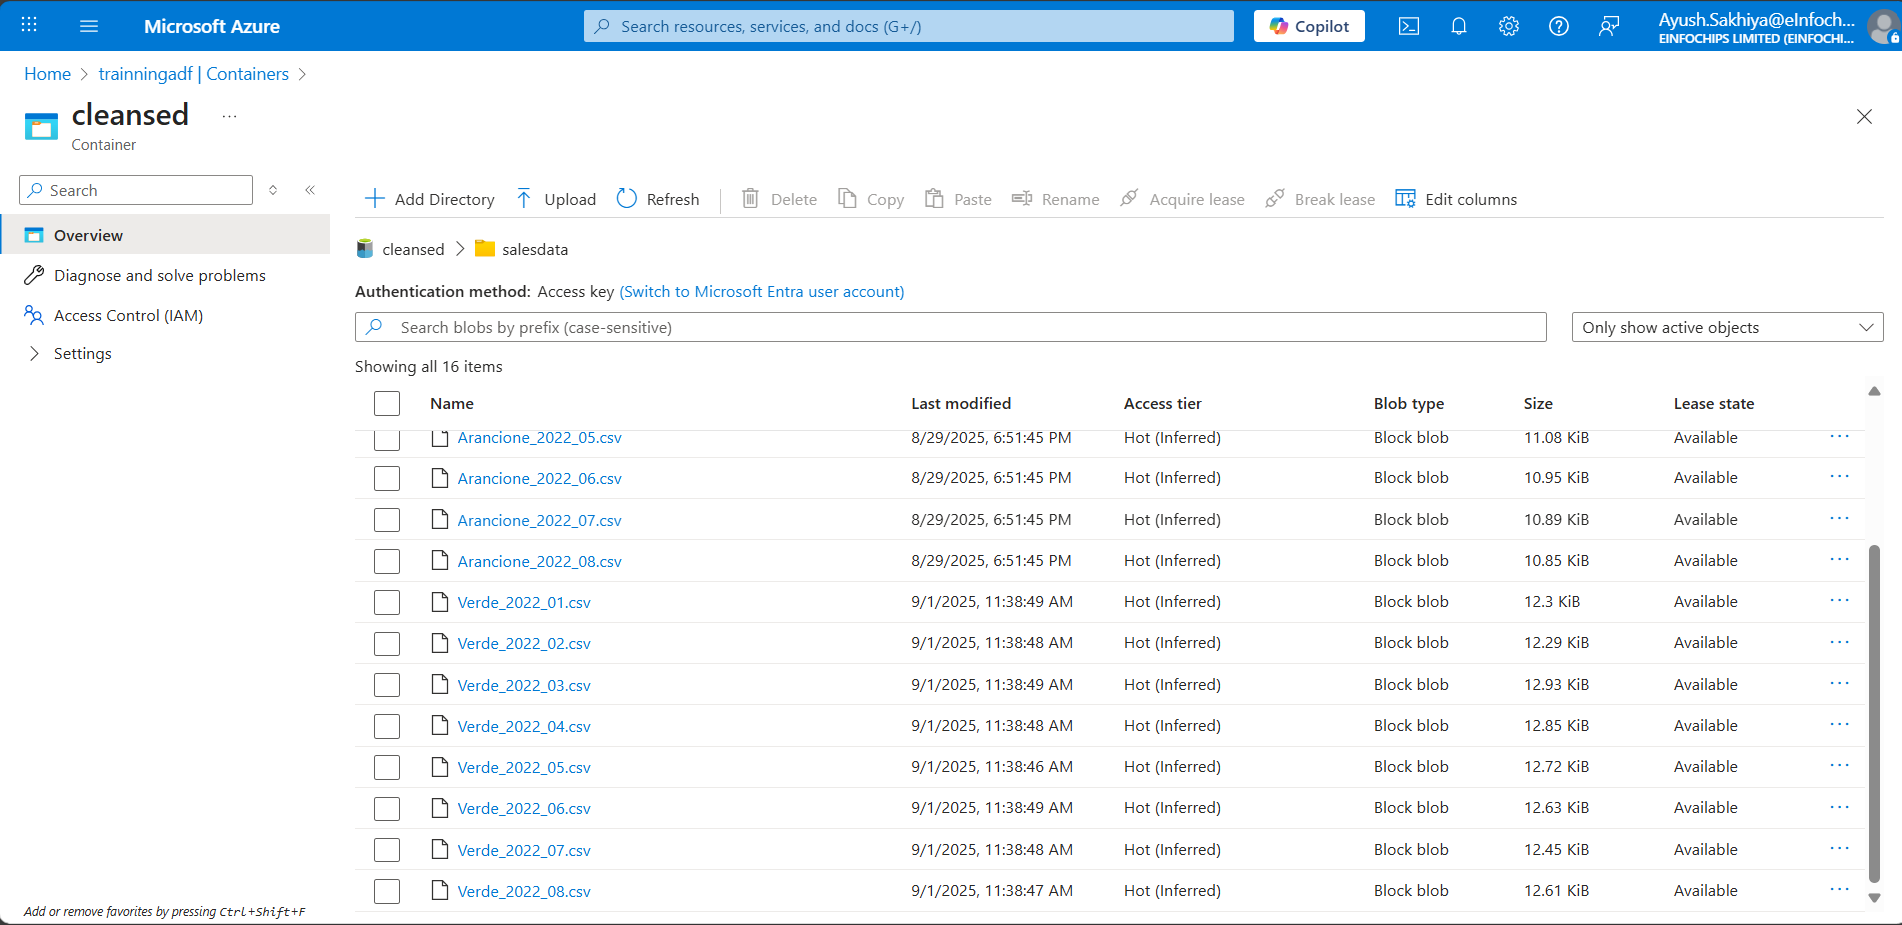 Microsoft Azure
Search resources, services, and docs (G+/)
Copilot
Ayush.Sakhiya@eInfoch...
EINFOCHIPS LIMITED (EINFOCHI...
Home > trainningadf | Containers >
cleansed ...
Container
Search
Overview
Diagnose and solve problems
Access Control (IAM)
Settings
Add or remove favorites by pressing Ctrl+Shift+F
Add Directory Upload Refresh Delete Copy Paste Rename Acquire lease Break lease Edit columns
cleansed > salesdata
Authentication method: Access key (Switch to Microsoft Entra user account)
Search blobs by prefix (case-sensitive)
Only show active objects
Showing all 16 items
Name Last modified Access tier Blob type Size Lease state
Arancione_2022_05.csv 8/29/2025, 6:51:45 PM Hot (Inferred) Block blob 11.08 KiB Available ...
Arancione_2022_06.csv 8/29/2025, 6:51:45 PM Hot (Inferred) Block blob 10.95 KiB Available ...
Arancione_2022_07.csv 8/29/2025, 6:51:45 PM Hot (Inferred) Block blob 10.89 KiB Available ...
Arancione_2022_08.csv 8/29/2025, 6:51:45 PM Hot (Inferred) Block blob 10.85 KiB Available ...
Verde_2022_01.csv 9/1/2025, 11:38:49 AM Hot (Inferred) Block blob 12.3 KiB Available ...
Verde_2022_02.csv 9/1/2025, 11:38:48 AM Hot (Inferred) Block blob 12.29 KiB Available ...
Verde_2022_03.csv 9/1/2025, 11:38:49 AM Hot (Inferred) Block blob 12.93 KiB Available ...
Verde_2022_04.csv 9/1/2025, 11:38:48 AM Hot (Inferred) Block blob 12.85 KiB Available ...
Verde_2022_05.csv 9/1/2025, 11:38:46 AM Hot (Inferred) Block blob 12.72 KiB Available ...
Verde_2022_06.csv 9/1/2025, 11:38:49 AM Hot (Inferred) Block blob 12.63 KiB Available ...
Verde_2022_07.csv 9/1/2025, 11:38:48 AM Hot (Inferred) Block blob 12.45 KiB Available ...
Verde_2022_08.csv 9/1/2025, 11:38:47 AM Hot (Inferred) Block blob 12.61 KiB Available ...